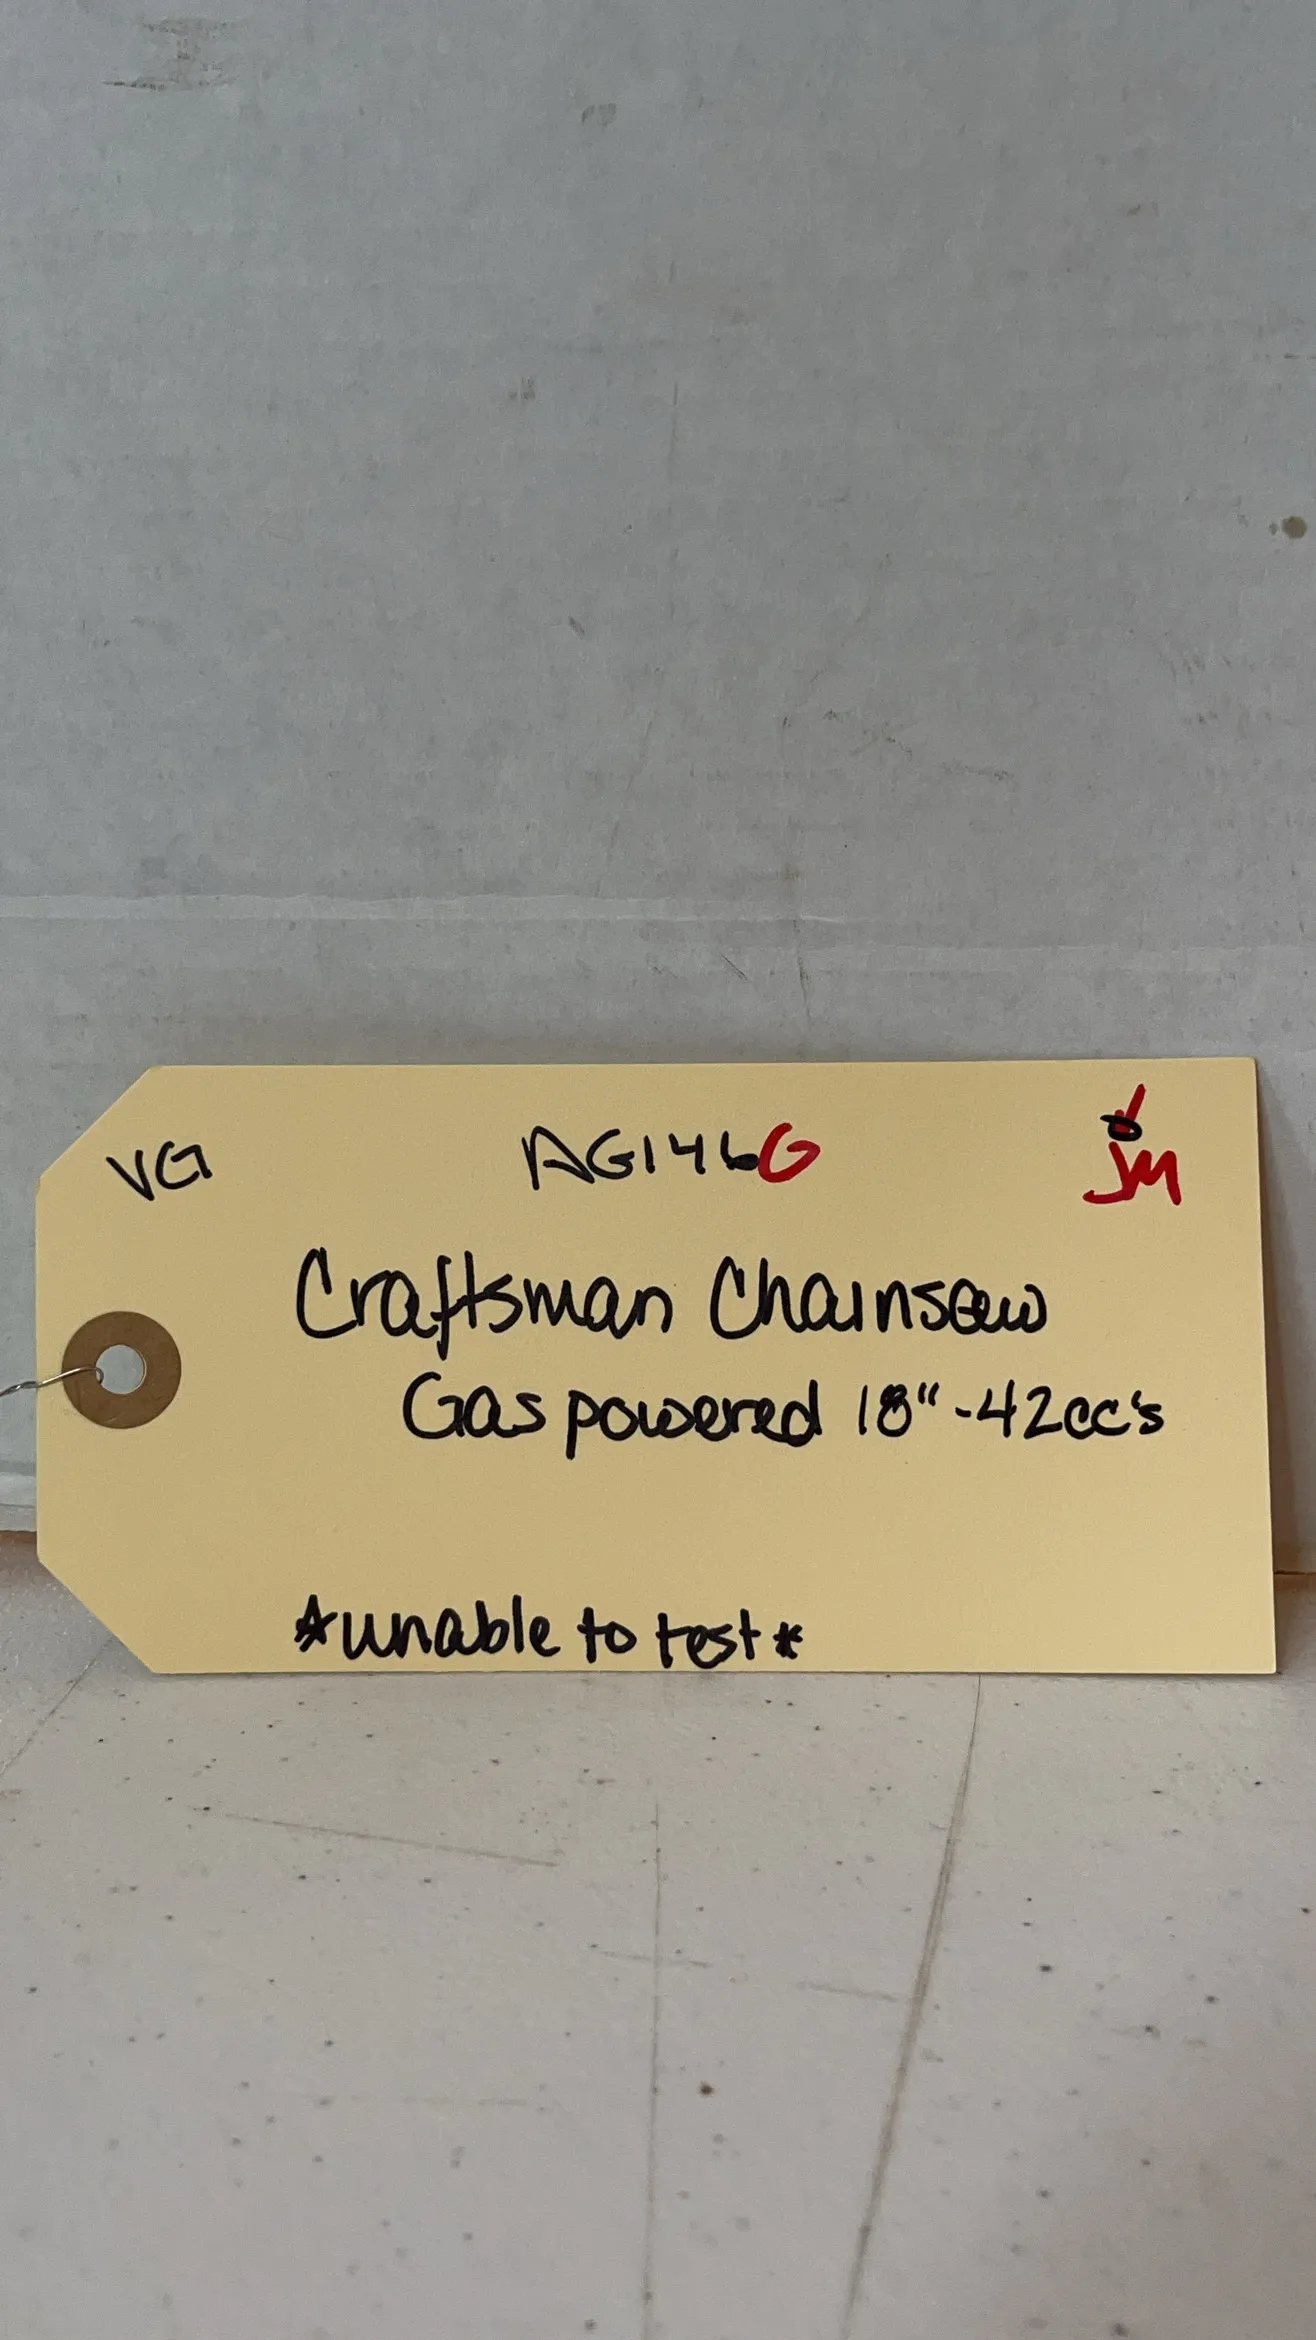 VG AG146G JM
Craftsman Chainsaw
Gas powered 18" - 42cc's
*unable to test*